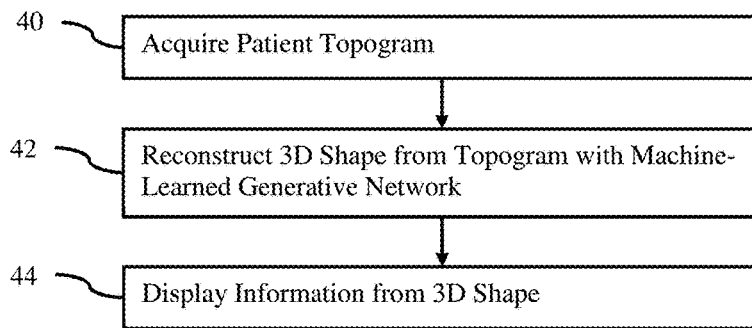 40
Acquire Patient Topogram
42
Reconstruct 3D Shape from Topogram with Machine-
Learned Generative Network
44
Display Information from 3D Shape